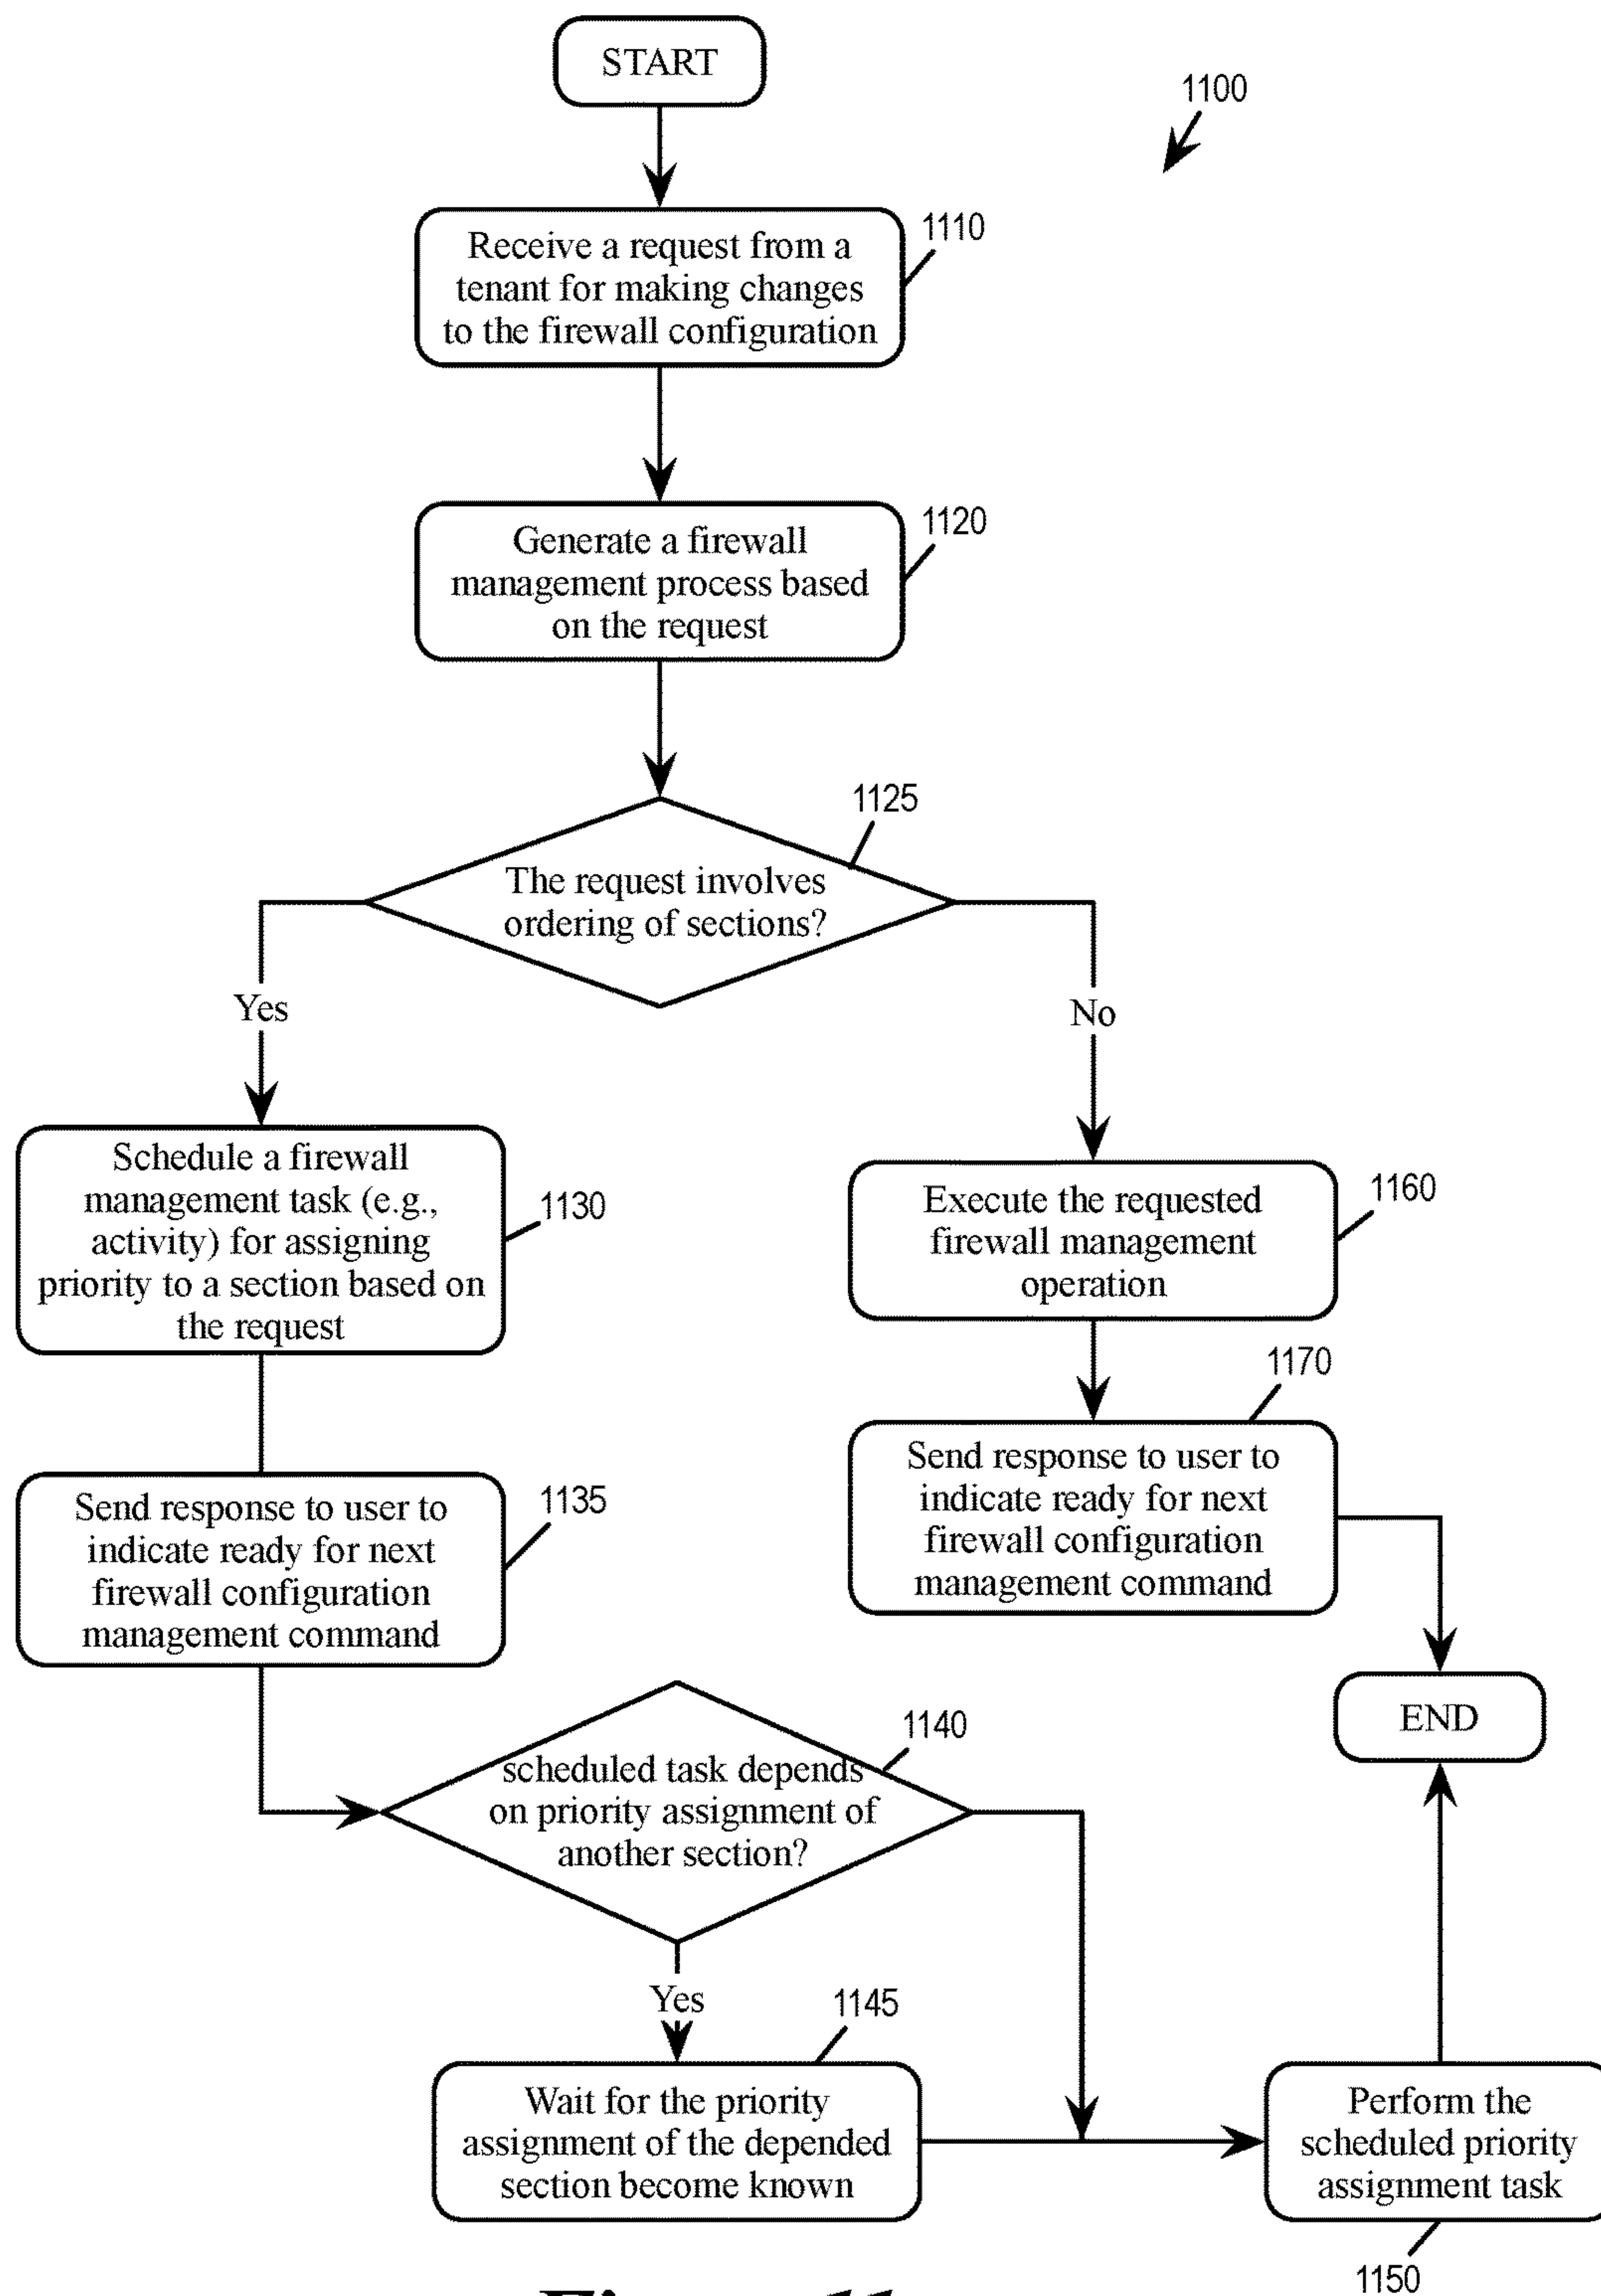 START
1100
1110
Receive a request from a
tenant for making changes
to the firewall configuration
1120
Generate a firewall
management process based
on the request
1125
The request involves
ordering of sections?
Yes
No
Schedule a firewall
management task (e.g.,
activity) for assigning
priority to a section based on
the request
1130
Execute the requested
firewall management
operation
1160
1170
Send response to user to
indicate ready for next
firewall configuration
management command
1135
Send response to user to
indicate ready for next
firewall configuration
management command
END
1140
scheduled task depends
on priority assignment of
another section?
Yes
1145
Wait for the priority
assignment of the depended
section become known
Perform the
scheduled priority
assignment task
1150